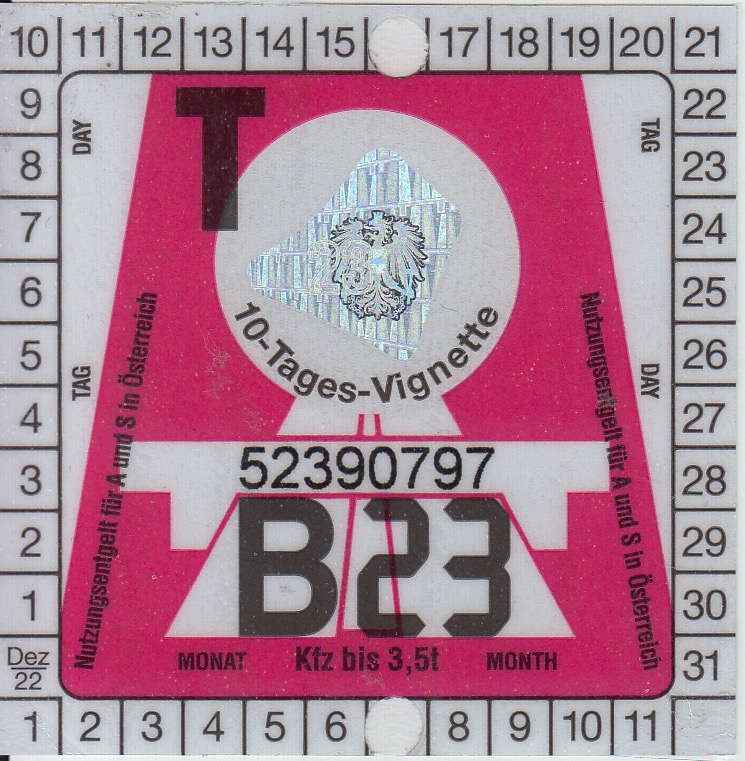 10 11 12 13 14 15 17 18 19 20 21
9 22
8 23
7 24
6 25
5 26
4 27
3 28
2 29
1 30
Dez
22
31
1 2 3 4 5 6 8 9 10 11
DAY
TAG
TAG
DAY
T
23
10-Tages-Vignette
Nutzungsentgelt für A und S in Österreich
Nutzungsentgelt für A und S in Österreich
52390797
B23
MONAT Kfz bis 3,5t MONTH